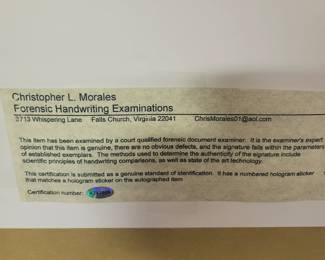 Christopher L. Morales
Forensic Handwriting Examinations
3713 Whispering Lane Falls Church, Virginia 22041 ChrisMorales01@aol.com
This item has been examined by a court qualified forensic document examiner. It is the examiner's expert
opinion that this item is genuine, there are no obvious defects, and the signature falls within the parameters
of established exemplars. The methods used to determine the authenticity of the signature include
scientific principles of handwriting comparisons, as well as state of the art technology.
This certification is submitted as a genuine standard of identification. It has a numbered hologram sticker
that matches a hologram sticker on the autographed item
Certification number: